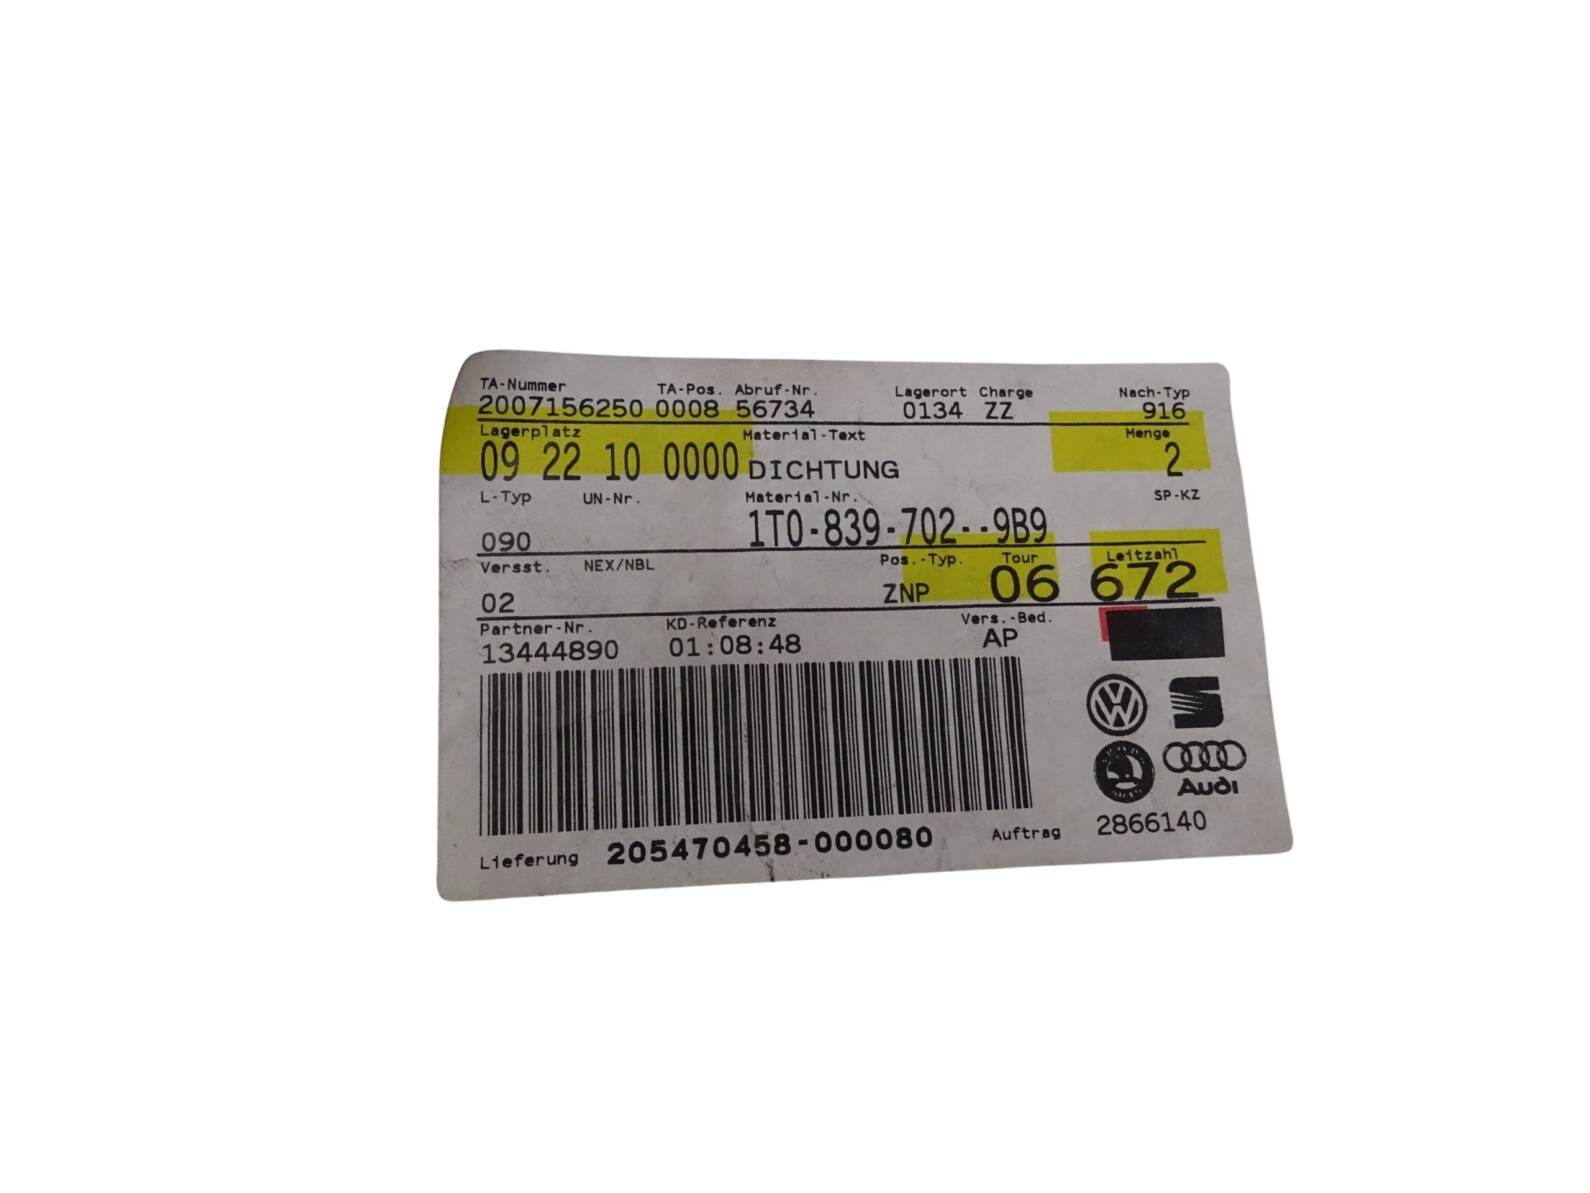 TA-Nummer TA-Pos. Abruf-Nr. Lagerort Charge Nach-Typ
2007156250 0008 56734 0134 ZZ 916
Lagerplatz Material-Text Menge
09 22 10 0000 DICHTUNG 2
L-Typ UN-Nr. Material-Nr. SP-KZ
090 1T0-839-702--9B9
Versst. NEX/NBL Pos.-Typ. Tour Leitzahl
02 ZNP 06 672
Partner-Nr. KD-Referenz Vers.-Bed.
13444890 01:08:48 AP
Audi
Lieferung 205470458-000080 Auftrag 2866140